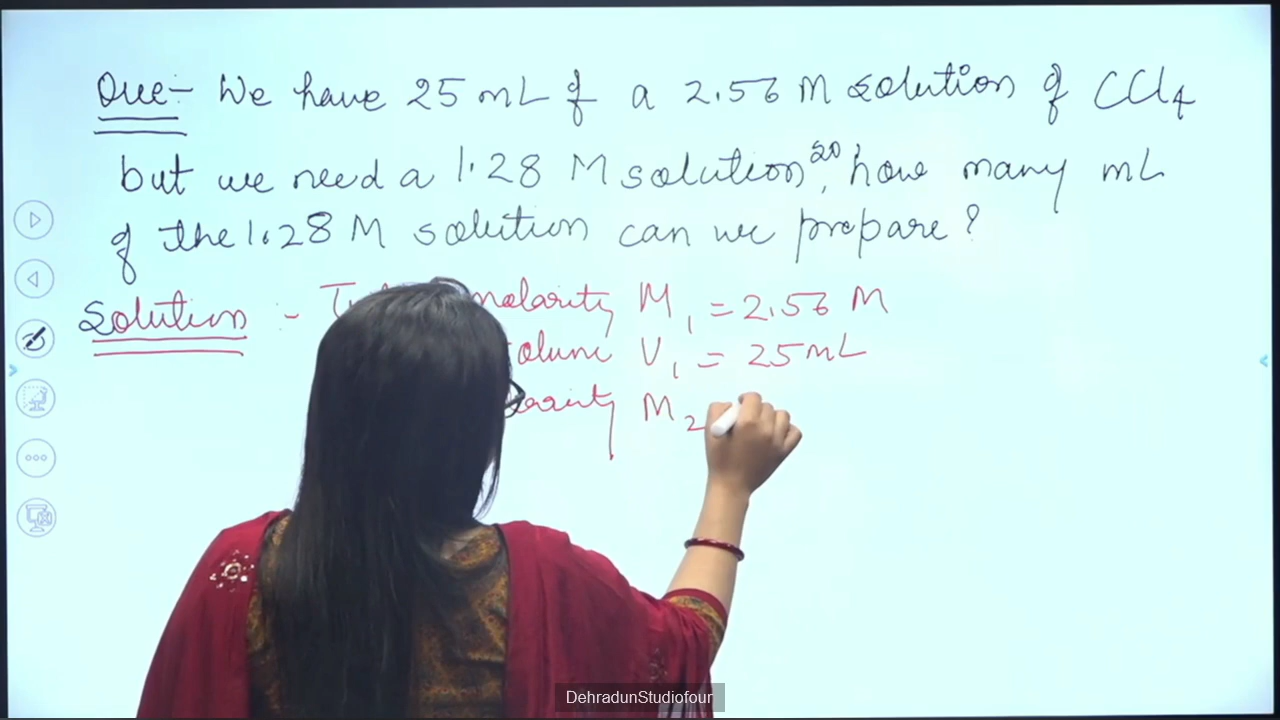 Que:- We have 25 mL of a 2.56 M solution of CCl4
but we need a 1.28 M solution, so how many mL
of the 1.28 M solution can we prepare?
Solution :- molarity M1 = 2.56 M
V1 = 25 mL
M2
DehradunStudiofour